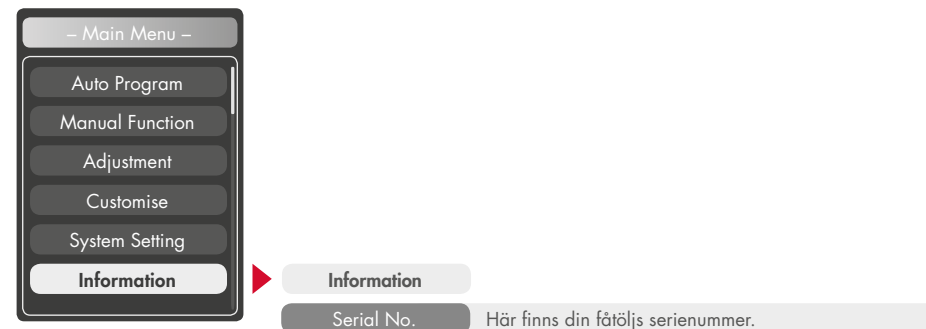 – Main Menu –
Auto Program
Manual Function
Adjustment
Customise
System Setting
Information
Information
Serial No. Här finns din fåtöljs serienummer.